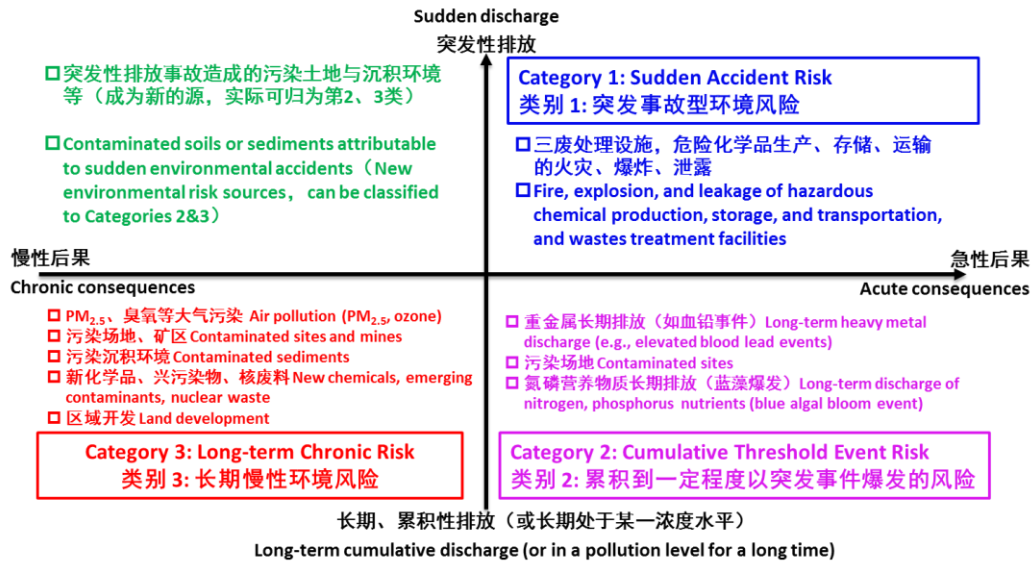 Sudden discharge
突发性排放
突发性排放事故造成的污染土地与沉积环境
等（成为新的源，实际可归为第2、3类）
Contaminated soils or sediments attributable
to sudden environmental accidents（New
environmental risk sources， can be classified
to Categories 2&3）
Category 1: Sudden Accident Risk
类别 1: 突发事故型环境风险
三废处理设施，危险化学品生产、存储、运输
的火灾、爆炸、泄露
Fire, explosion, and leakage of hazardous
chemical production, storage, and transportation,
and wastes treatment facilities
慢性后果
Chronic consequences
急性后果
Acute consequences
PM2.5、臭氧等大气污染 Air pollution (PM2.5, ozone)
污染场地、矿区 Contaminated sites and mines
污染沉积环境 Contaminated sediments
新化学品、兴污染物、核废料 New chemicals, emerging
contaminants, nuclear waste
区域开发 Land development
Category 3: Long-term Chronic Risk
类别 3: 长期慢性环境风险
重金属长期排放（如血铅事件）Long-term heavy metal
discharge (e.g., elevated blood lead events)
污染场地 Contaminated sites
氮磷营养物质长期排放（蓝藻爆发）Long-term discharge of
nitrogen, phosphorus nutrients (blue algal bloom event)
Category 2: Cumulative Threshold Event Risk
类别 2: 累积到一定程度以突发事件爆发的风险
长期、累积性排放（或长期处于某一浓度水平）
Long-term cumulative discharge (or in a pollution level for a long time)